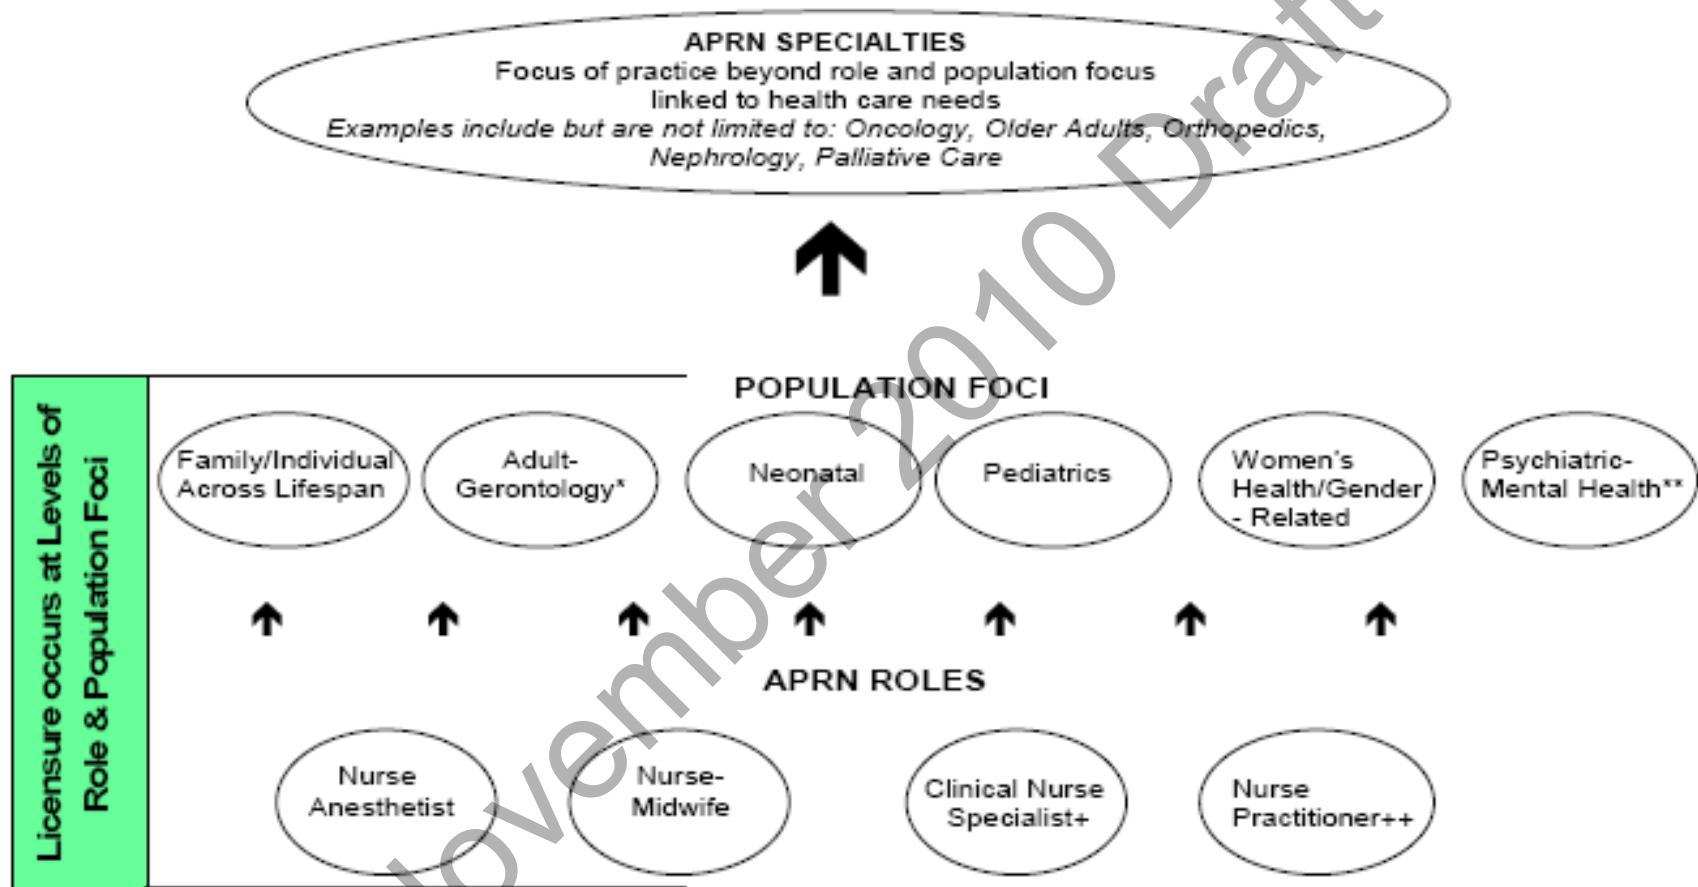 APRN SPECIALTIES
Focus of practice beyond role and population focus
linked to health care needs
Examples include but are not limited to: Oncology, Older Adults, Orthopedics,
Nephrology, Palliative Care
POPULATION FOCI
Family/Individual
Across Lifespan
Adult-
Gerontology*
Neonatal
Pediatrics
Women's
Health/Gender
- Related
Psychiatric-
Mental Health**
APRN ROLES
Nurse
Anesthetist
Nurse-
Midwife
Clinical Nurse
Specialist+
Nurse
Practitioner++
Licensure occurs at Levels of
Role & Population Foci
ovember 2010 Draft